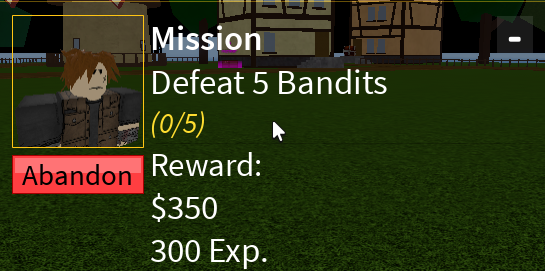 Mission
Defeat 5 Bandits
(0/5)
Abandon
Reward:
$350
300 Exp.